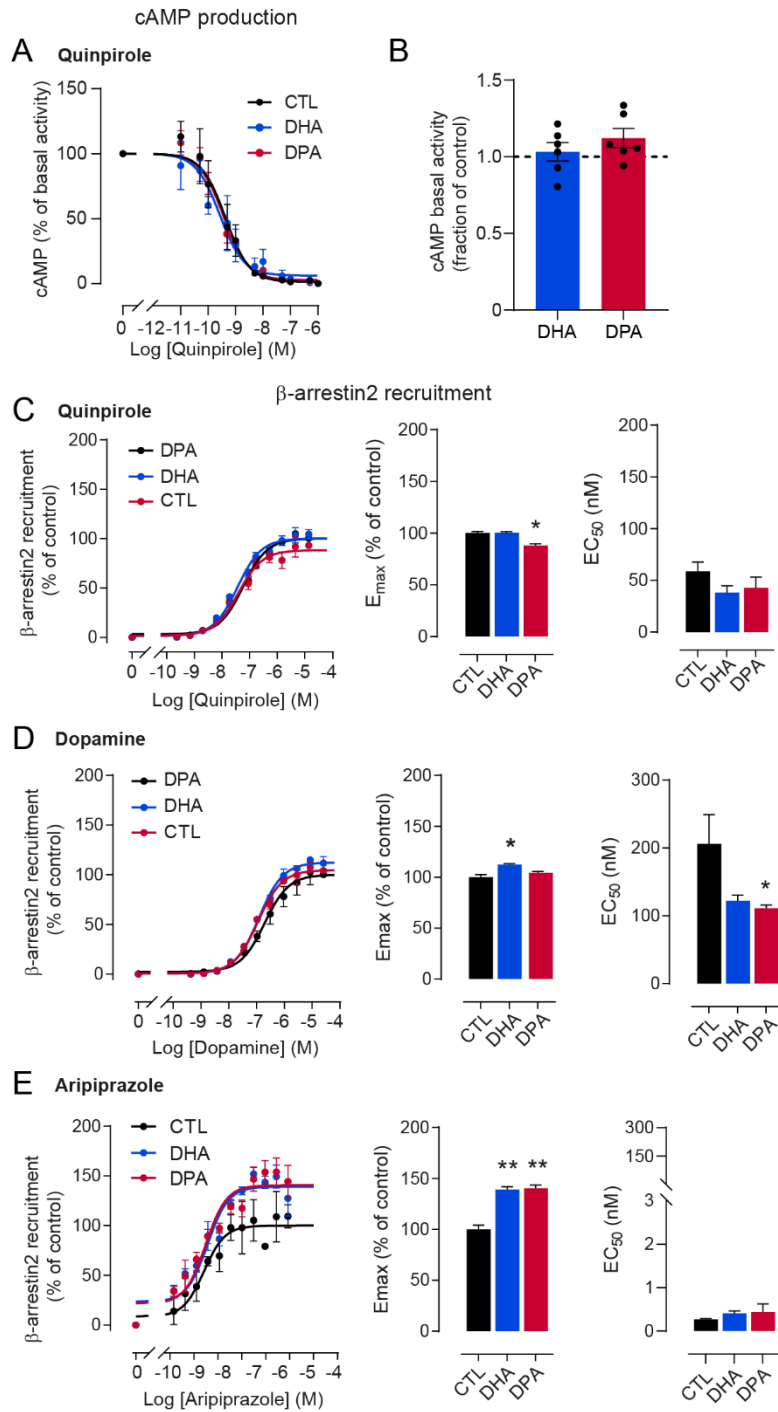 cAMP production
A Quinpirole
cAMP (% of basal activity)
150
100
50
0
CTL
DHA
DPA
0 -12 -11 -10 -9 -8 -7 -6
Log [Quinpirole] (M)
B
cAMP basal activity
(fraction of control)
1.5
1.0
0.5
0
DHA DPA
β-arrestin2 recruitment
C Quinpirole
β-arrestin2 recruitment
(% of control)
200
150
100
50
0
DPA
DHA
CTL
0 -10 -9 -8 -7 -6 -5 -4
Log [Quinpirole] (M)
Emax (% of control)
200
150
100
50
0
*
CTL DHA DPA
EC50 (nM)
200
150
100
50
0
CTL DHA DPA
D Dopamine
β-arrestin2 recruitment
(% of control)
200
150
100
50
0
DPA
DHA
CTL
0 -10 -9 -8 -7 -6 -5 -4
Log [Dopamine] (M)
Emax (% of control)
200
150
100
50
0
*
CTL DHA DPA
EC50 (nM)
300
200
100
0
*
CTL DHA DPA
E Aripiprazole
β-arrestin2 recruitment
(% of control)
200
150
100
50
0
CTL
DHA
DPA
0 -10 -9 -8 -7 -6 -5 -4
Log [Aripiprazole] (M)
Emax (% of control)
200
150
100
50
0
** **
CTL DHA DPA
EC50 (nM)
300
150
3
2
1
0
CTL DHA DPA